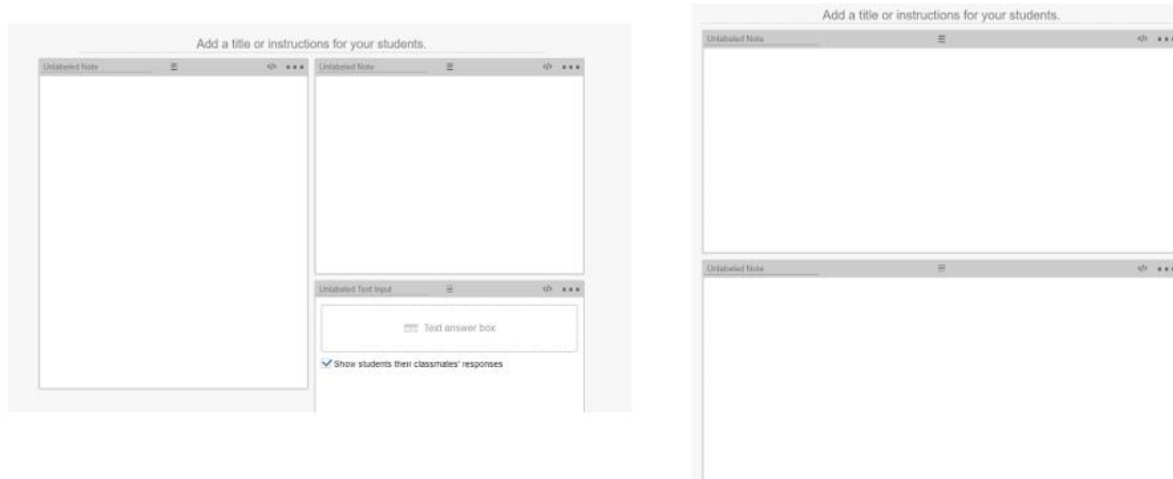 Add a title or instructions for your students.
Unlabeled Note
Unlabeled Note
Unlabeled Text Input
Text answer box
Show students their classmates' responses
Add a title or instructions for your students.
Unlabeled Note
Unlabeled Note